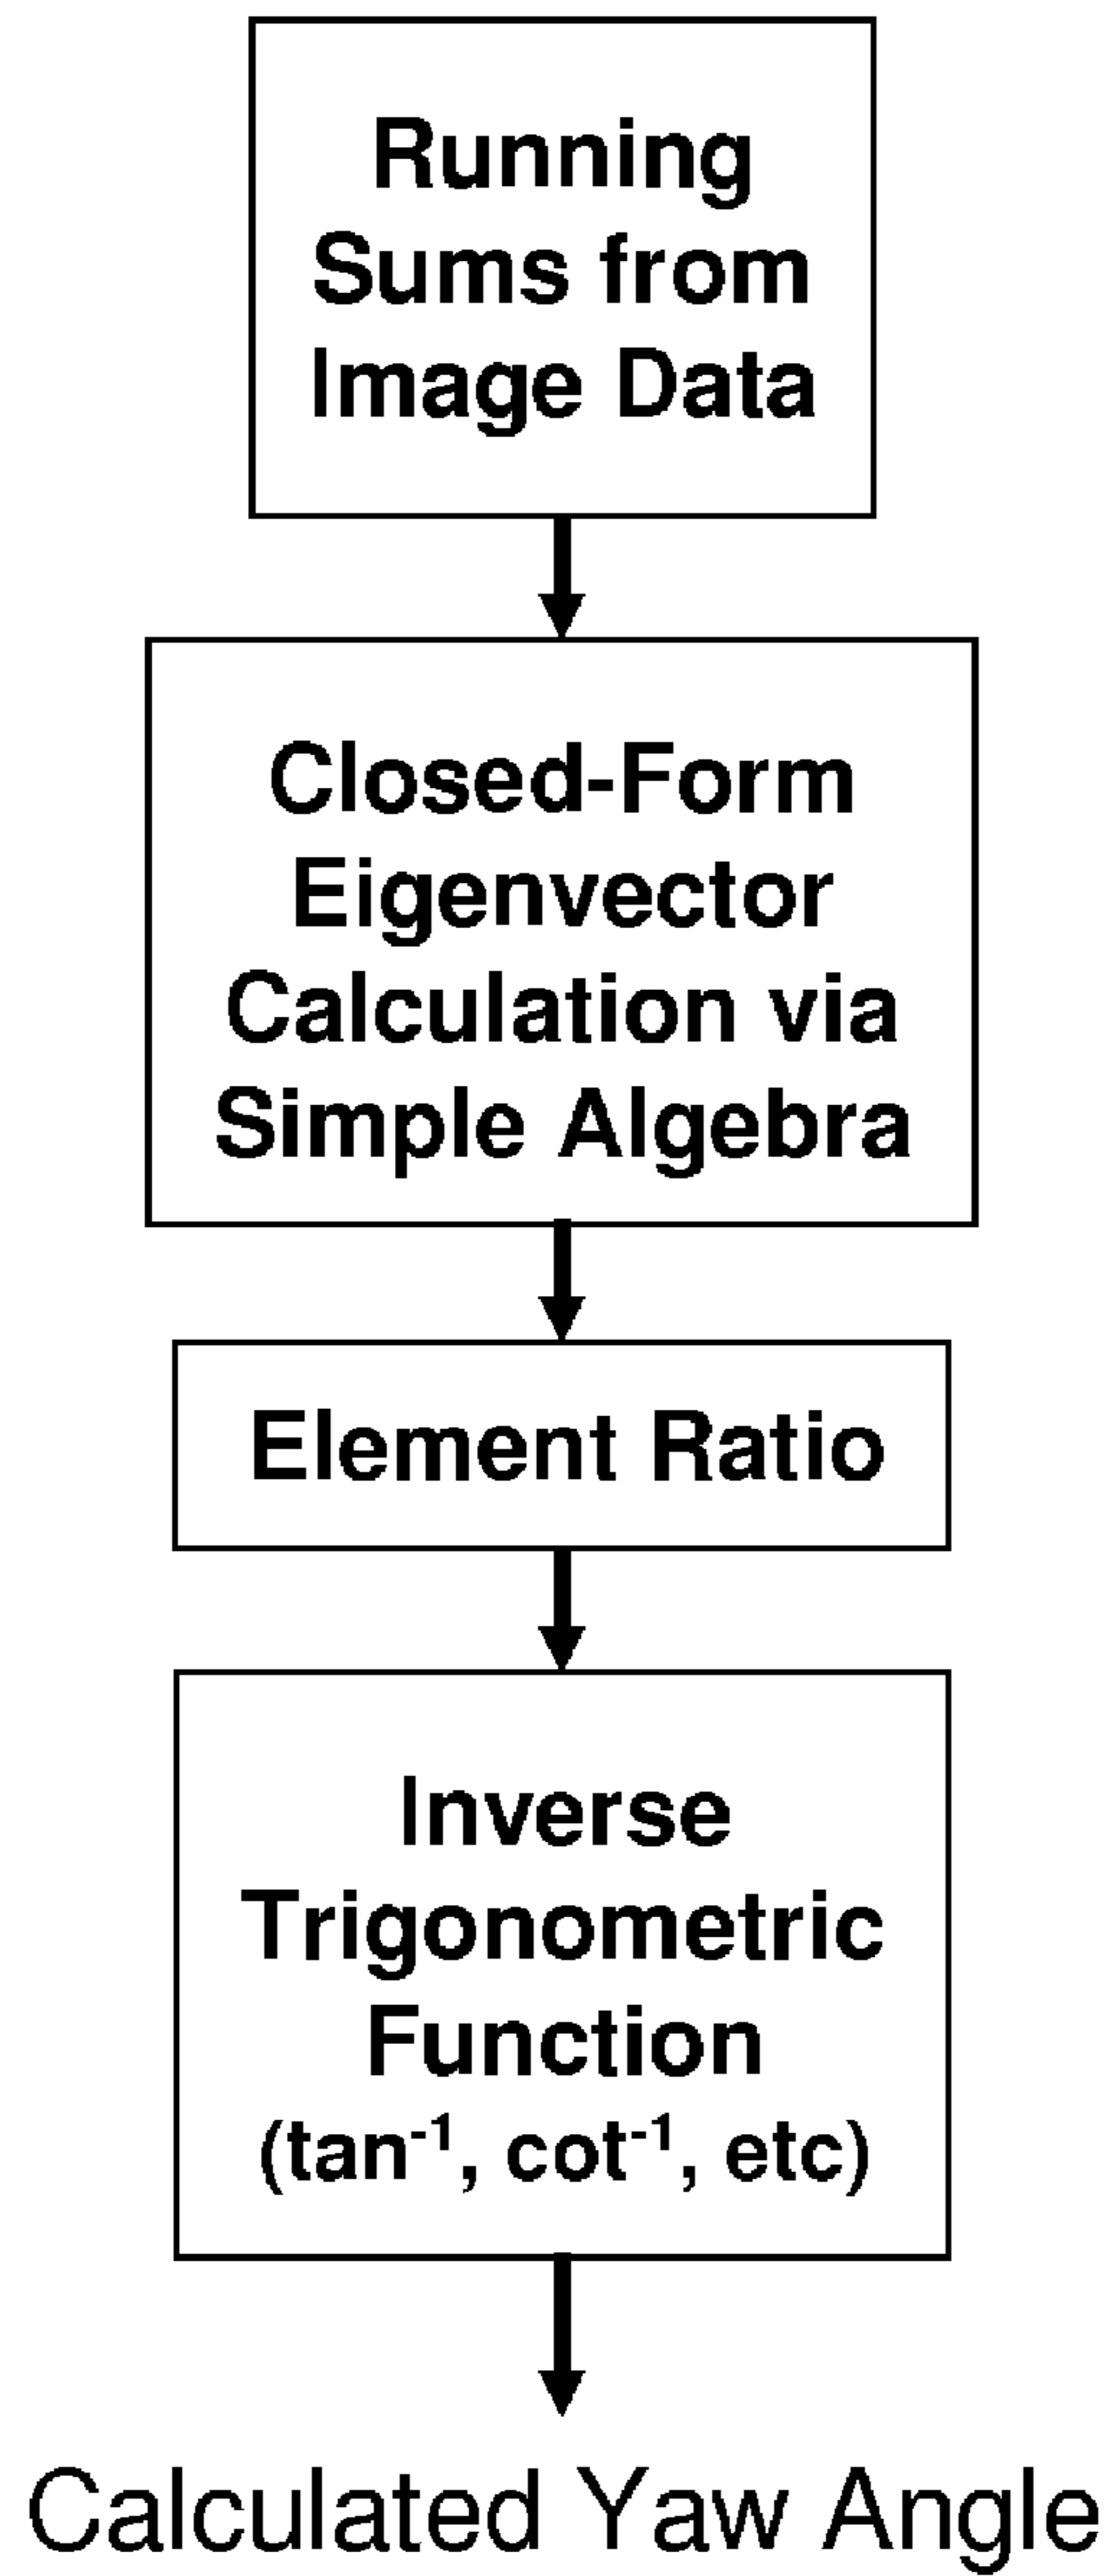 Running
Sums from
Image Data
Closed-Form
Eigenvector
Calculation via
Simple Algebra
Element Ratio
Inverse
Trigonometric
Function
(tan⁻¹, cot⁻¹, etc)
Calculated Yaw Angle